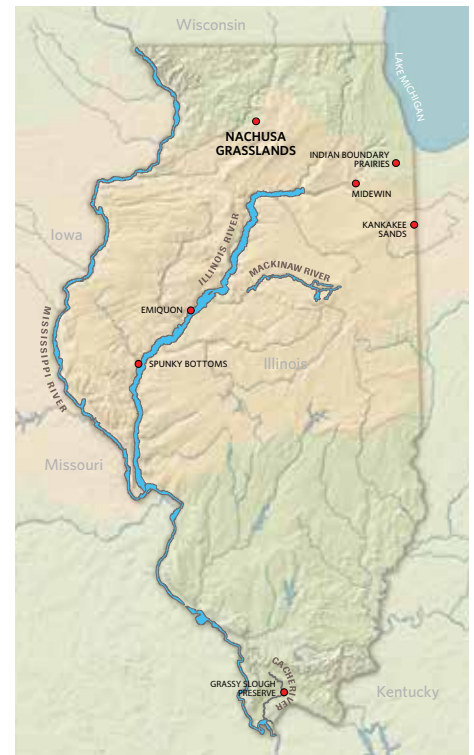 Wisconsin
LAKE MICHIGAN
NACHUSA
GRASSLANDS
INDIAN BOUNDARY
PRAIRIES
MIDEWIN
KANKAKEE
SANDS
Iowa
ILLINOIS RIVER
MACKINAW RIVER
EMIQUON
MISSISSIPPI RIVER
SPUNKY BOTTOMS
Illinois
Missouri
CACHE RIVER
GRASSY SLOUGH
PRESERVE
Kentucky